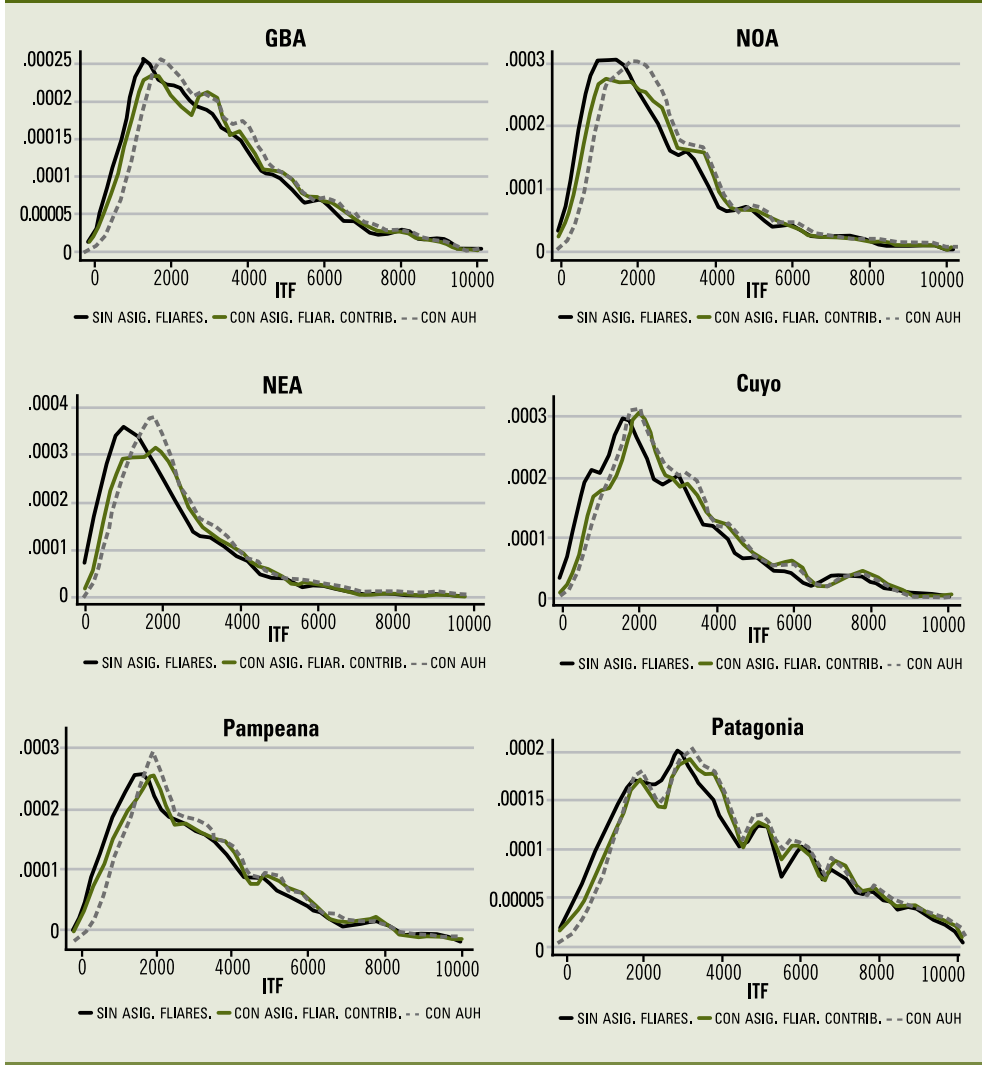 GBA
.00025
.0002
.00015
.0001
0.00005
0
0 2000 4000 6000 8000 10000
ITF
SIN ASIG. FLIARES. CON ASIG. FLIAR. CONTRIB. CON AUH
NOA
.0003
.0002
.0001
0
0 2000 4000 6000 8000 10000
ITF
SIN ASIG. FLIARES. CON ASIG. FLIAR. CONTRIB. CON AUH
NEA
.0004
.0003
.0002
.0001
0
0 2000 4000 6000 8000 10000
ITF
SIN ASIG. FLIARES. CON ASIG. FLIAR. CONTRIB. CON AUH
Cuyo
.0003
.0002
.0001
0
0 2000 4000 6000 8000 10000
ITF
SIN ASIG. FLIARES. CON ASIG. FLIAR. CONTRIB. CON AUH
Pampeana
.0003
.0002
.0001
0
0 2000 4000 6000 8000 10000
ITF
SIN ASIG. FLIARES. CON ASIG. FLIAR. CONTRIB. CON AUH
Patagonia
.0002
.00015
.0001
0.00005
0
0 2000 4000 6000 8000 10000
ITF
SIN ASIG. FLIARES. CON ASIG. FLIAR. CONTRIB. CON AUH